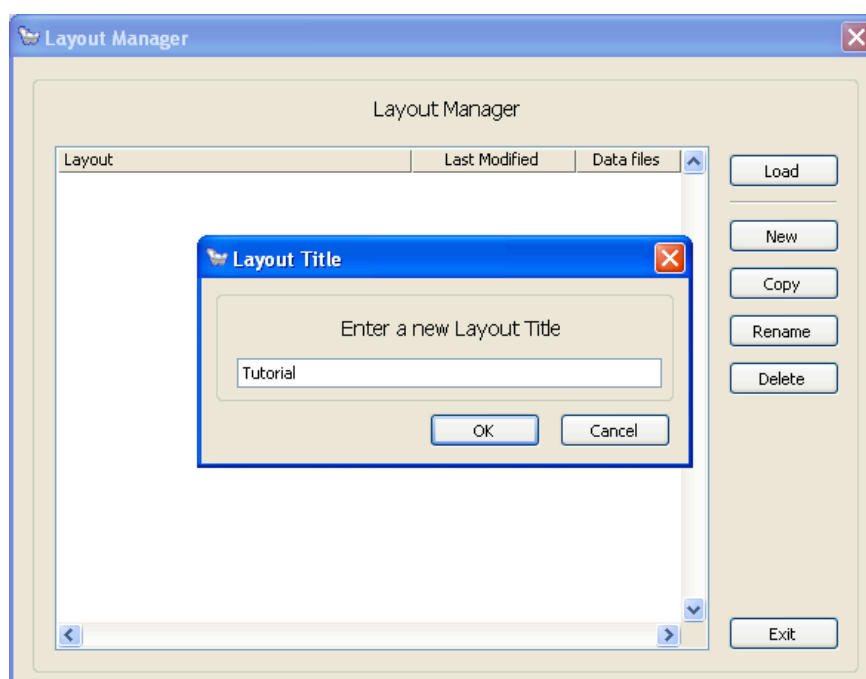 Layout Manager
Layout Manager
Layout Last Modified Data files
Load
New
Copy
Rename
Delete
Exit
Layout Title
Enter a new Layout Title
Tutorial
OK Cancel